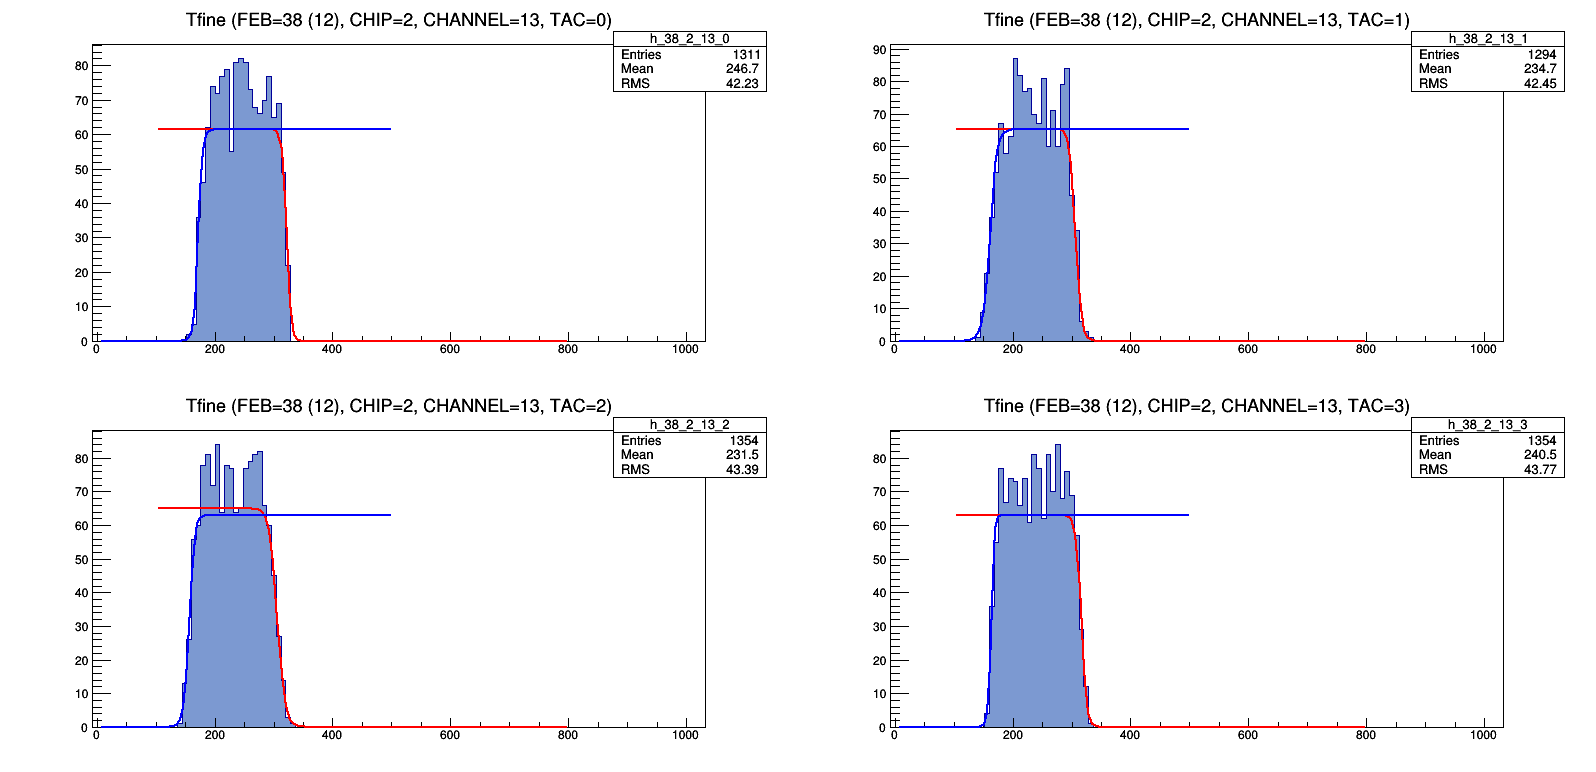 Tfine (FEB=38 (12), CHIP=2, CHANNEL=13, TAC=0)
h_38_2_13_0
Entries 1311
Mean 246.7
RMS 42.23
80
70
60
50
40
30
20
10
0
0 200 400 600 800 1000
Tfine (FEB=38 (12), CHIP=2, CHANNEL=13, TAC=1)
h_38_2_13_1
Entries 1294
Mean 234.7
RMS 42.45
90
80
70
60
50
40
30
20
10
0
0 200 400 600 800 1000
Tfine (FEB=38 (12), CHIP=2, CHANNEL=13, TAC=2)
h_38_2_13_2
Entries 1354
Mean 231.5
RMS 43.39
80
70
60
50
40
30
20
10
0
0 200 400 600 800 1000
Tfine (FEB=38 (12), CHIP=2, CHANNEL=13, TAC=3)
h_38_2_13_3
Entries 1354
Mean 240.5
RMS 43.77
80
70
60
50
40
30
20
10
0
0 200 400 600 800 1000